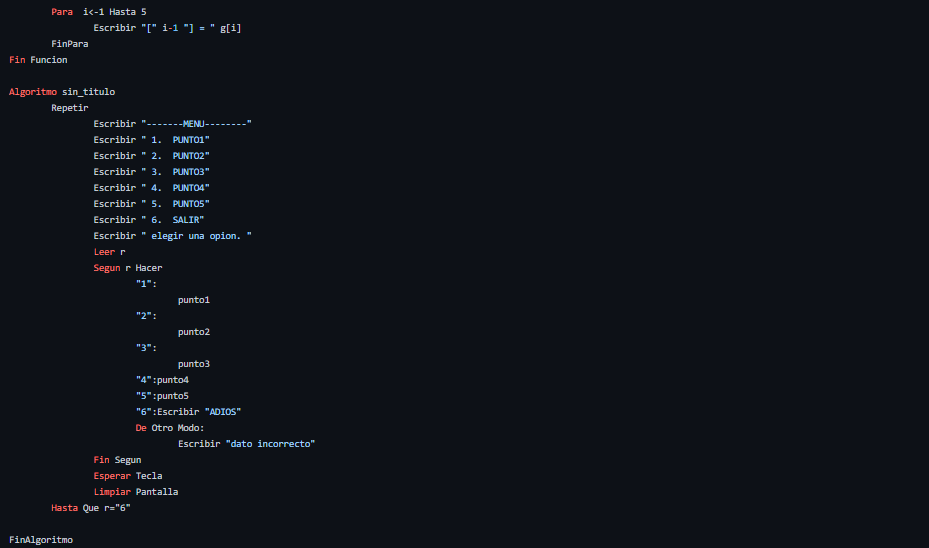 Para  i<-1 Hasta 5
Escribir "[" i-1 "] = " g[i]
FinPara
Fin Funcion
Algoritmo sin_titulo
Repetir
Escribir "-------MENU--------"
Escribir " 1.  PUNTO1"
Escribir " 2.  PUNTO2"
Escribir " 3.  PUNTO3"
Escribir " 4.  PUNTO4"
Escribir " 5.  PUNTO5"
Escribir " 6.  SALIR"
Escribir " elegir una opion. "
Leer r
Segun r Hacer
"1":
punto1
"2":
punto2
"3":
punto3
"4":punto4
"5":punto5
"6":Escribir "ADIOS"
De Otro Modo:
Escribir "dato incorrecto"
Fin Segun
Esperar Tecla
Limpiar Pantalla
Hasta Que r="6"
FinAlgoritmo